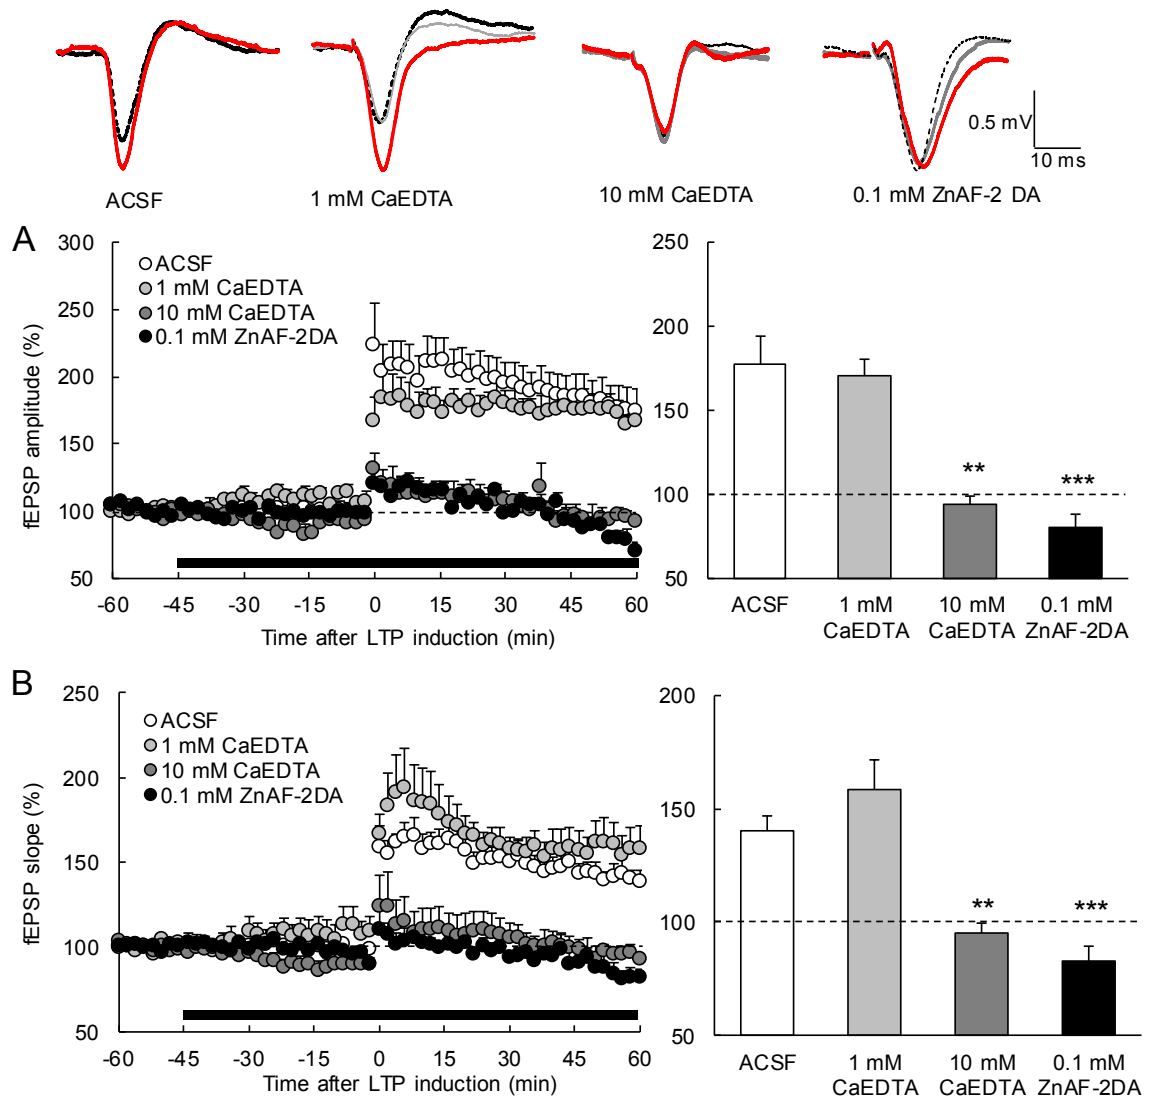 0.5 mV
10 ms
ACSF
1 mM CaEDTA
10 mM CaEDTA
0.1 mM ZnAF-2 DA
A
300
250
200
150
100
50
fEPSP amplitude (%)
ACSF
1 mM CaEDTA
10 mM CaEDTA
0.1 mM ZnAF-2DA
-60 -45 -30 -15 0 15 30 45 60
Time after LTP induction (min)
250
200
150
100
50
**
***
ACSF
1 mM
CaEDTA
10 mM
CaEDTA
0.1 mM
ZnAF-2DA
B
250
200
150
100
50
fEPSP slope (%)
ACSF
1 mM CaEDTA
10 mM CaEDTA
0.1 mM ZnAF-2DA
-60 -45 -30 -15 0 15 30 45 60
Time after LTP induction (min)
200
150
100
50
**
***
ACSF
1 mM
CaEDTA
10 mM
CaEDTA
0.1 mM
ZnAF-2DA